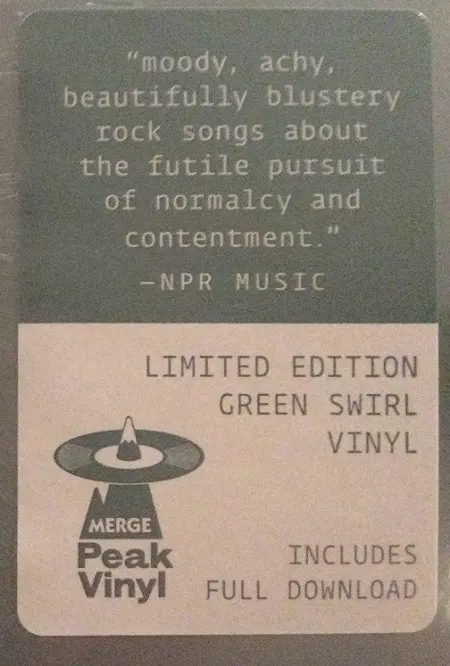 “moody, achy,
beautifully blustery
rock songs about
the futile pursuit
of normalcy and
contentment.”
—NPR MUSIC
LIMITED EDITION
GREEN SWIRL
VINYL
MERGE
Peak
Vinyl
INCLUDES
FULL DOWNLOAD